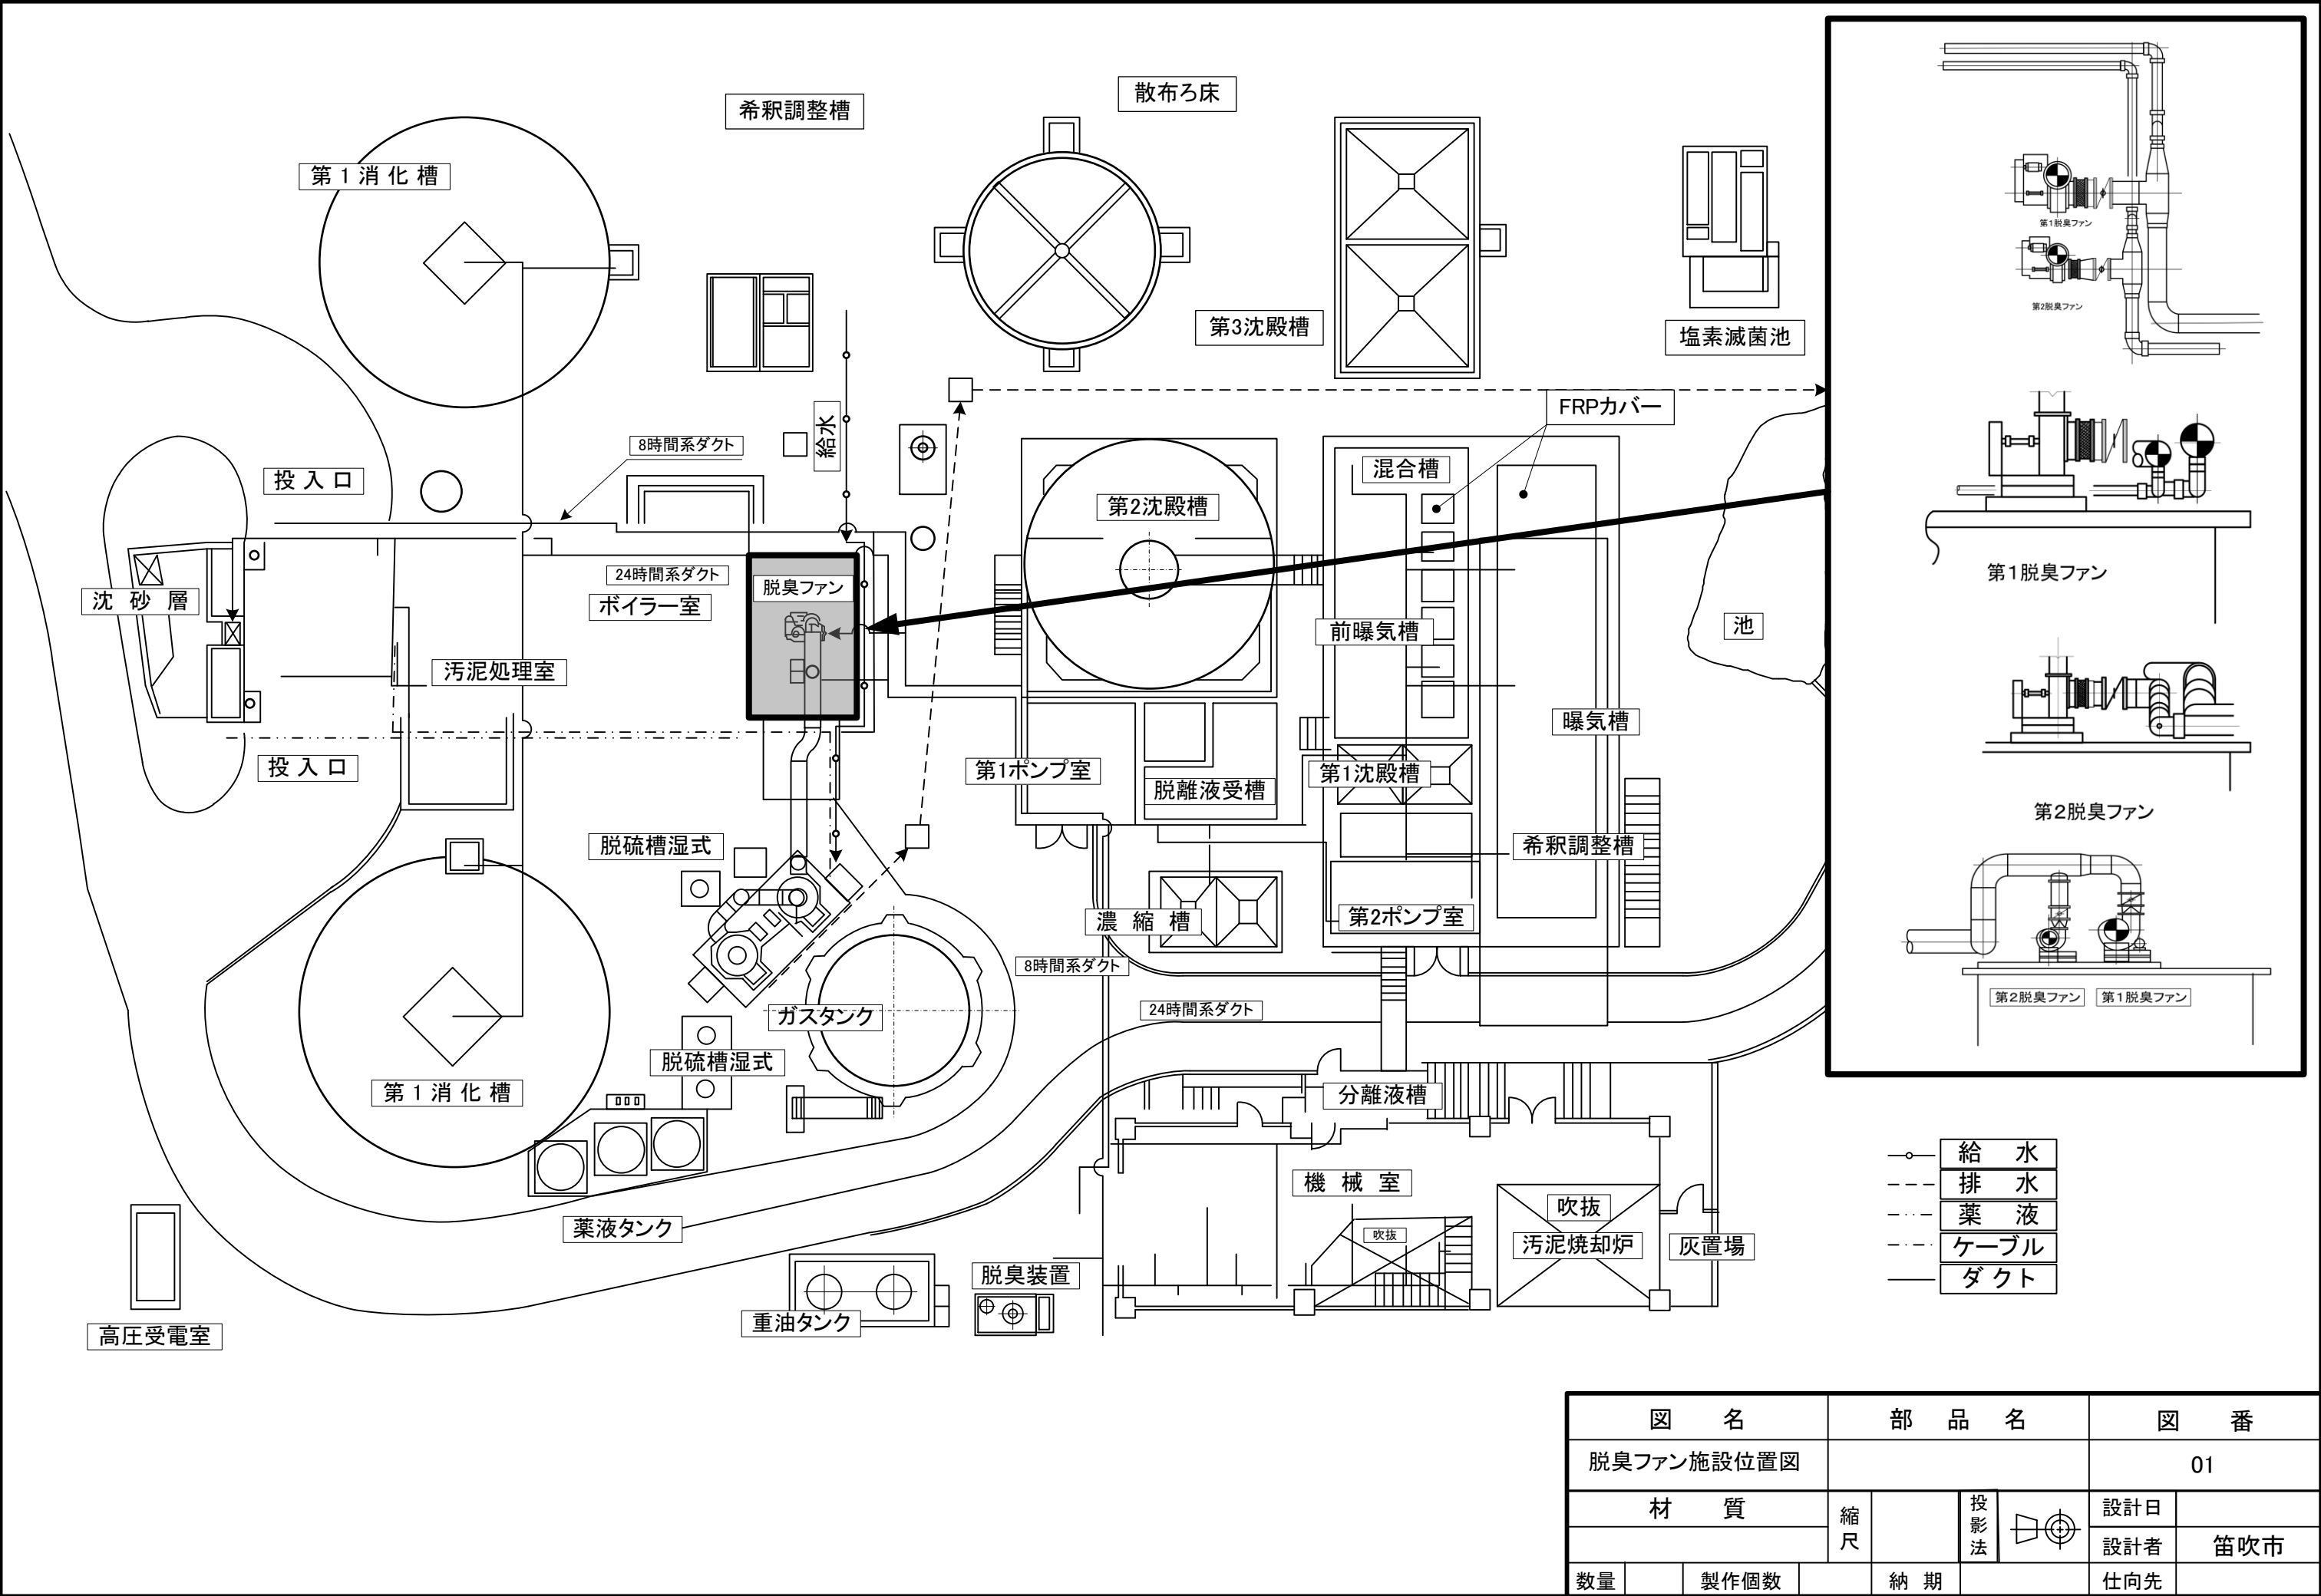 散布ろ床
希釈調整槽
第１消化槽
第3沈殿槽
塩素滅菌池
第1脱臭ファン
第2脱臭ファン
FRPカバー
給水
8時間系ダクト
投入口
混合槽
第2沈殿槽
第１脱臭ファン
24時間系ダクト
脱臭ファン
沈砂層
ボイラー室
前曝気槽
池
汚泥処理室
曝気槽
投入口
第1ポンプ室
第1沈殿槽
脱離液受槽
第２脱臭ファン
脱硫槽湿式
希釈調整槽
濃縮槽
第2ポンプ室
8時間系ダクト
第2脱臭ファン
第1脱臭ファン
24時間系ダクト
ガスタンク
脱硫槽湿式
第１消化槽
分離液槽
機械室
給水
排水
薬液
ケーブル
ダクト
吹抜
吹抜
薬液タンク
汚泥焼却炉
灰置場
脱臭装置
重油タンク
高圧受電室
図名 部品名 図番
脱臭ファン施設位置図 01
材質 縮尺 投影法 設計日
設計者 笛吹市
数量 製作個数 納期 仕向先